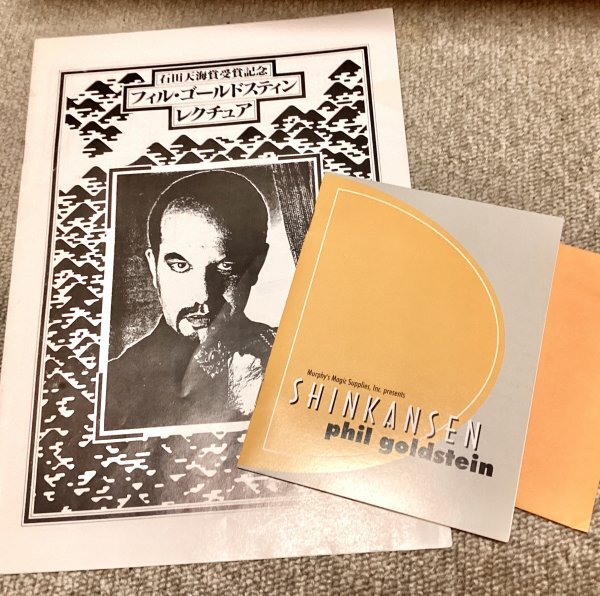 石田天海賞受賞記念
フィル・ゴールドスティン
レクチュア
Murphy's Magic Supplies, Inc. presents
SHINKANSEN
phil goldstein